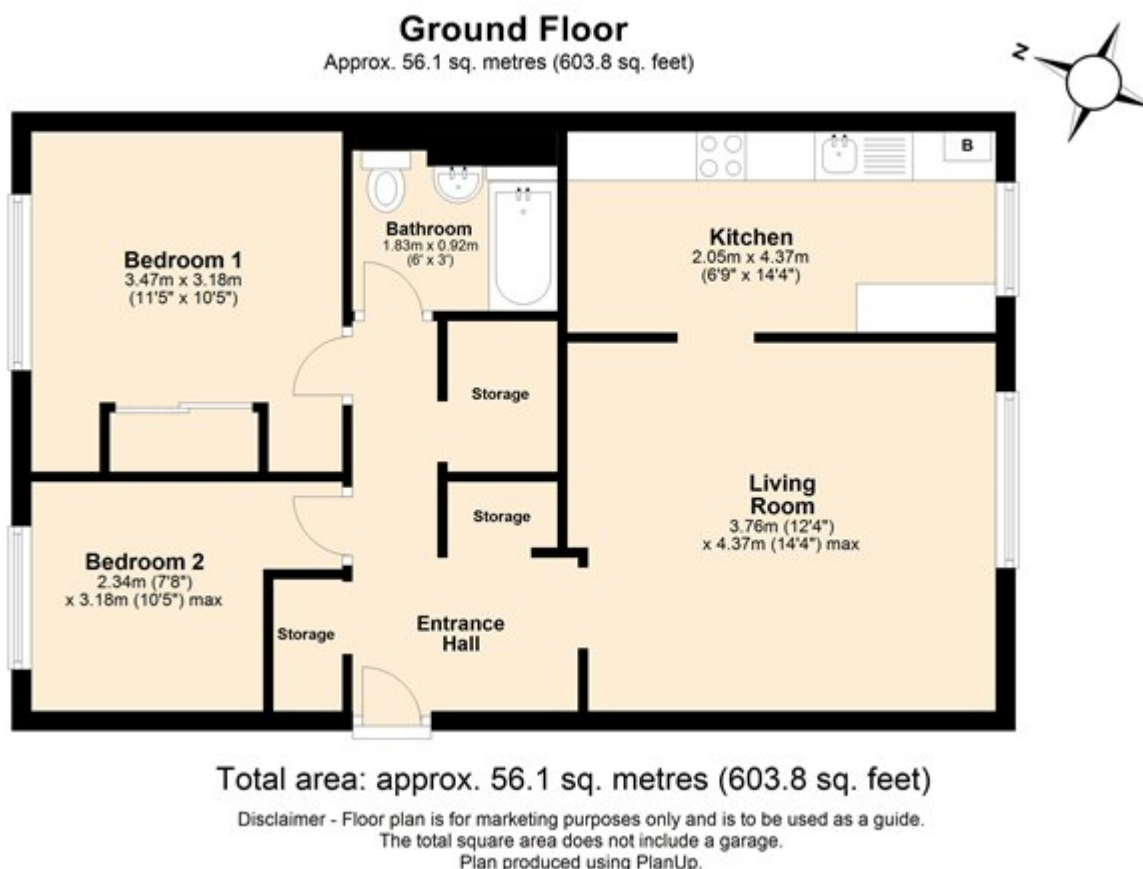 Ground Floor
Approx. 56.1 sq. metres (603.8 sq. feet)
N
B
Bedroom 1
3.47m x 3.18m
(11'5" x 10'5")
Bathroom
1.83m x 0.92m
(6' x 3')
Kitchen
2.05m x 4.37m
(6'9" x 14'4")
Storage
Storage
Living
Room
3.76m (12'4")
x 4.37m (14'4") max
Bedroom 2
2.34m (7'8")
x 3.18m (10'5") max
Storage
Entrance
Hall
Total area: approx. 56.1 sq. metres (603.8 sq. feet)
Disclaimer - Floor plan is for marketing purposes only and is to be used as a guide.
The total square area does not include a garage.
Plan produced using PlanUp.